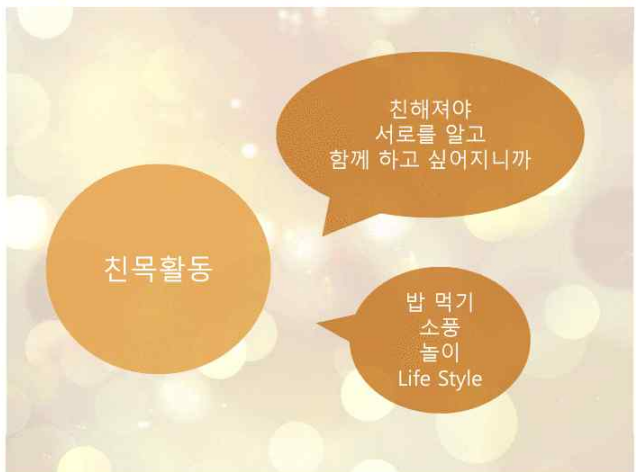 친해져야
서로를 알고
함께 하고 싶어지니까
친목활동
밥 먹기
소풍
놀이
Life Style